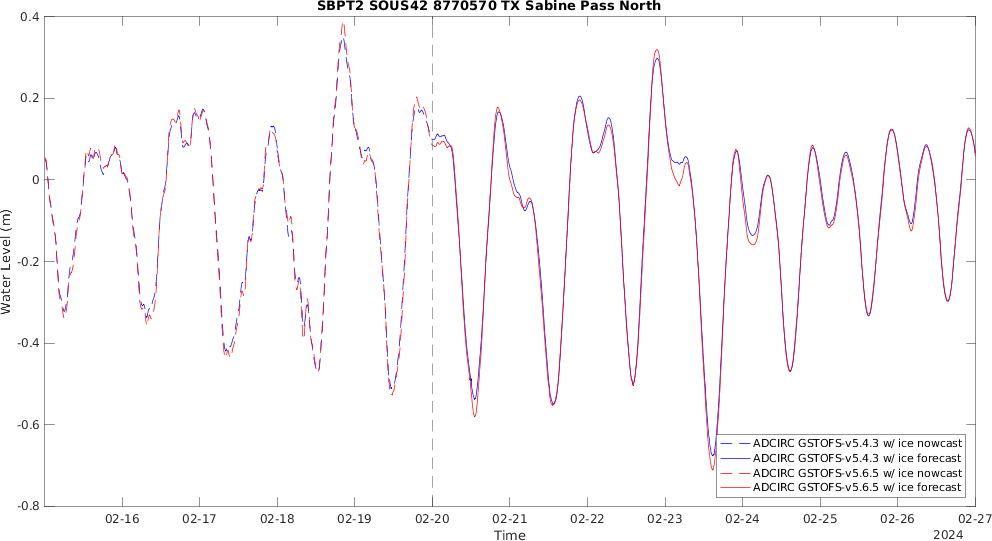 SBPT2 SOUS42 8770570 TX Sabine Pass North
0.4
0.2
0
-0.2
-0.4
-0.6
-0.8
Water Level (m)
ADCIRC GSTOFS-v5.4.3 w/ ice nowcast
ADCIRC GSTOFS-v5.4.3 w/ ice forecast
ADCIRC GSTOFS-v5.6.5 w/ ice nowcast
ADCIRC GSTOFS-v5.6.5 w/ ice forecast
02-16 02-17 02-18 02-19 02-20 02-21 02-22 02-23 02-24 02-25 02-26 02-27
Time
2024